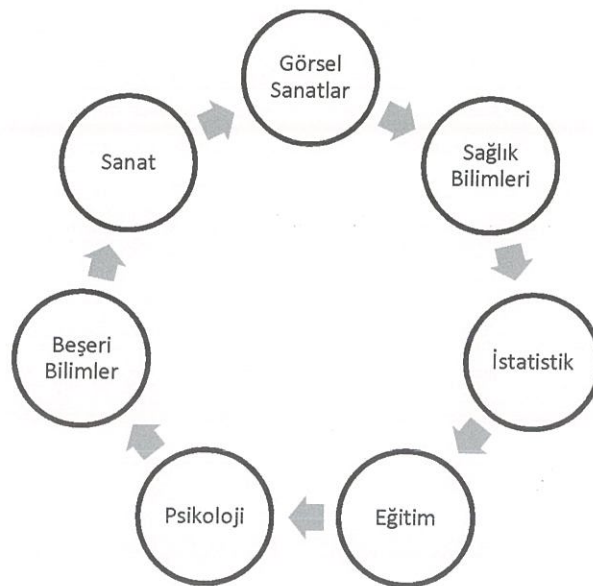 Görsel
Sanatlar
Sağlık
Bilimleri
İstatistik
Eğitim
Psikoloji
Beşeri
Bilimler
Sanat